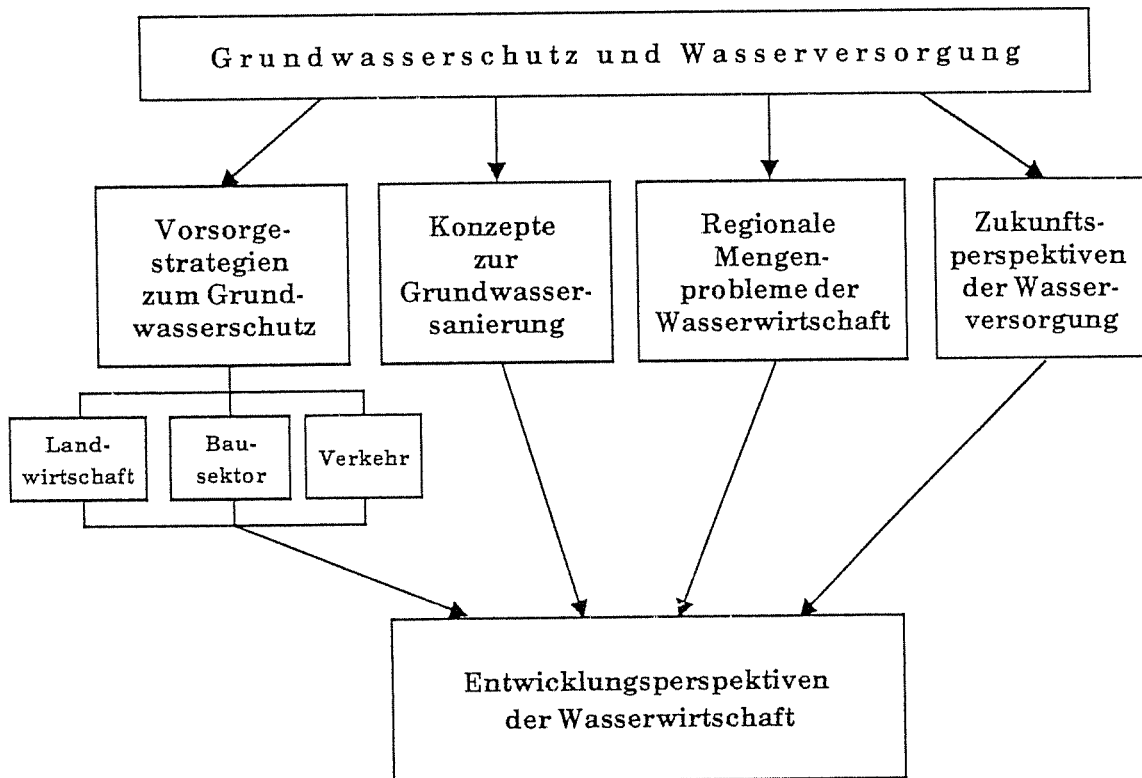 Grundwasserschutz und Wasserversorgung
Vorsorge-
strategien
zum Grund-
wasserschutz
Konzepte
zur
Grundwasser-
sanierung
Regionale
Mengen-
probleme der
Wasserwirtschaft
Zukunfts-
perspektiven
der Wasser-
versorgung
Land-
wirtschaft
Bau-
sektor
Verkehr
Entwicklungsperspektiven
der Wasserwirtschaft